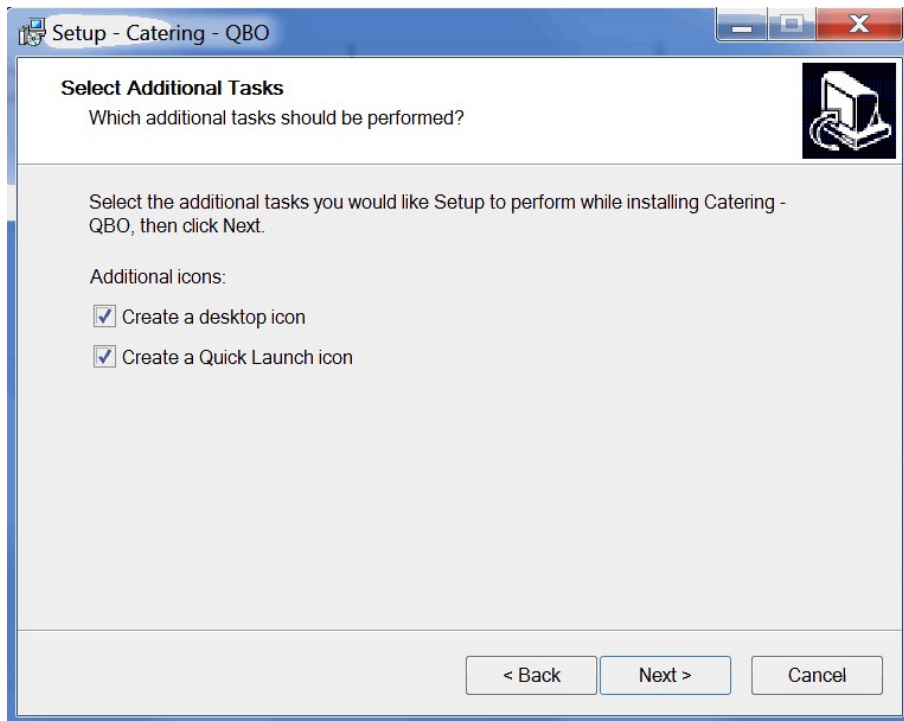 Setup - Catering - QBO
Select Additional Tasks
Which additional tasks should be performed?
Select the additional tasks you would like Setup to perform while installing Catering -
QBO, then click Next.
Additional icons:
Create a desktop icon
Create a Quick Launch icon
< Back
Next >
Cancel